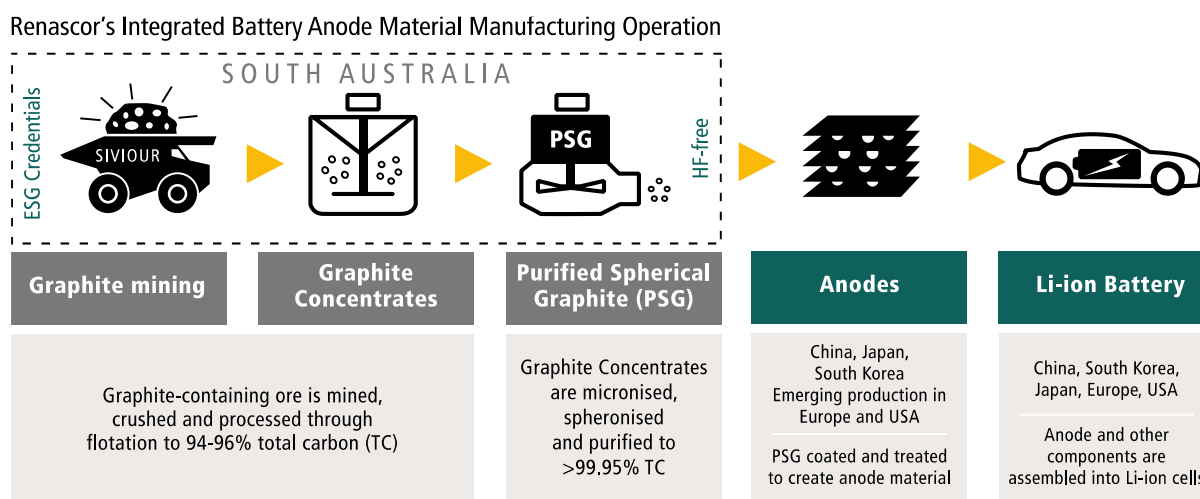 Renascor's Integrated Battery Anode Material Manufacturing Operation
SOUTH AUSTRALIA
ESG Credentials
SIVIOUR
PSG
HF-free
Graphite mining
Graphite
Concentrates
Purified Spherical
Graphite (PSG)
Anodes
Li-ion Battery
Graphite-containing ore is mined,
crushed and processed through
flotation to 94-96% total carbon (TC)
Graphite Concentrates
are micronised,
spheronised
and purified to
>99.95% TC
China, Japan,
South Korea
Emerging production in
Europe and USA
PSG coated and treated
to create anode material
China, South Korea,
Japan, Europe, USA
Anode and other
components are
assembled into Li-ion cells